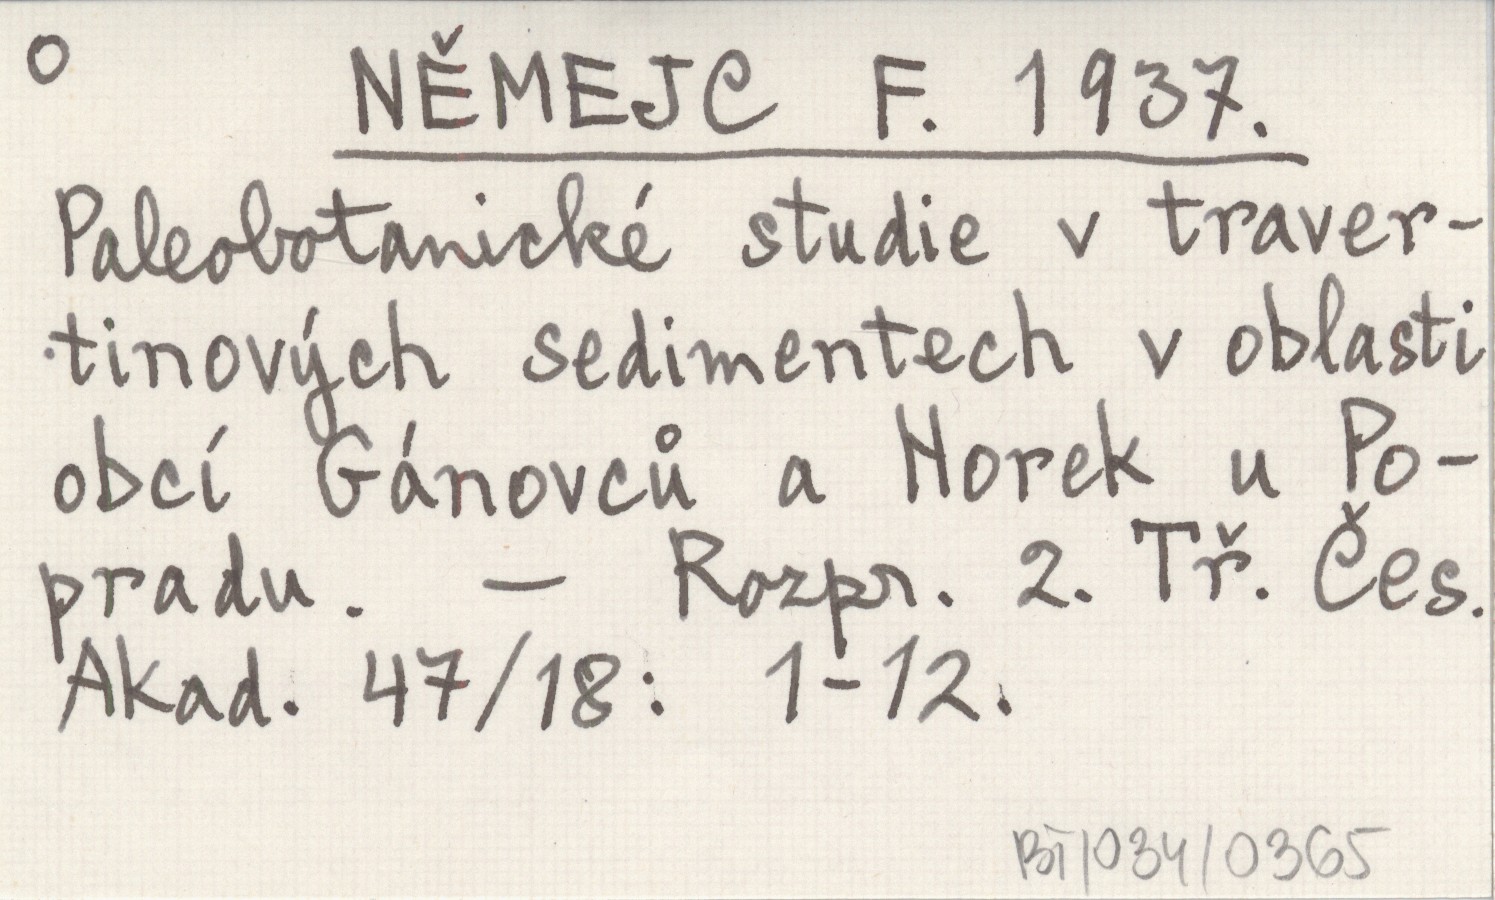 O
NĚMEJC F. 1937.
Paleobotanické studie v traver-
tinových sedimentech v oblasti
obcí Gánovců a Horek u Po-
pradu. — Rozpr. 2. Tř. Čes.
Akad. 47/18: 1-12.
BT/034/0365